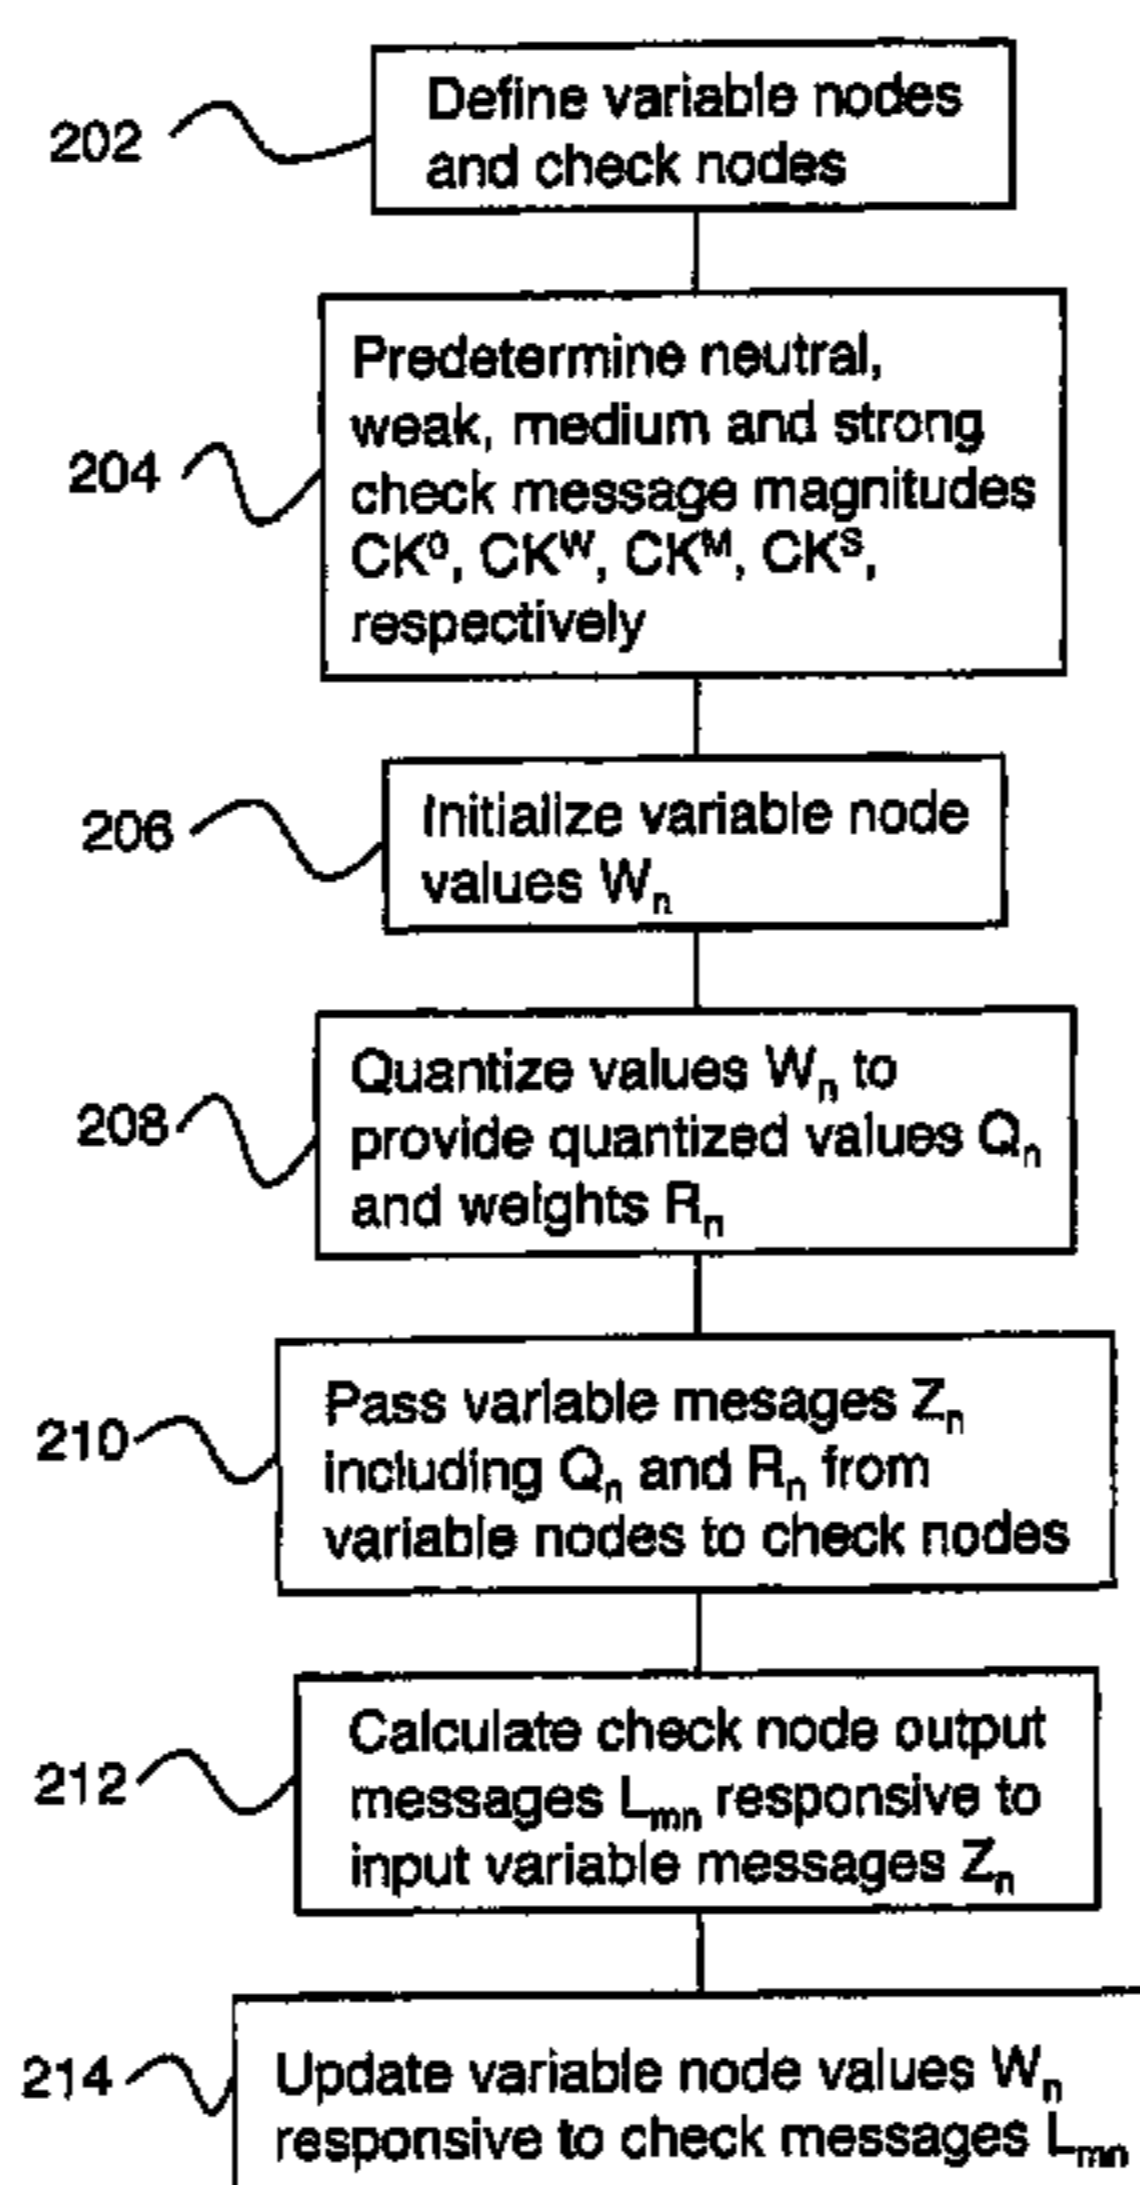 202
Define variable nodes
and check nodes
204
Predetermine neutral,
weak, medium and strong
check message magnitudes
CK⁰, CKᵂ, CKᴹ, CKˢ,
respectively
206
Initialize variable node
values Wₙ
208
Quantize values Wₙ to
provide quantized values Qₙ
and weights Rₙ
210
Pass variable mesages Zₙ
including Qₙ and Rₙ from
variable nodes to check nodes
212
Calculate check node output
messages Lₘₙ responsive to
input variable messages Zₙ
214
Update variable node values Wₙ
responsive to check messages Lₘₙ